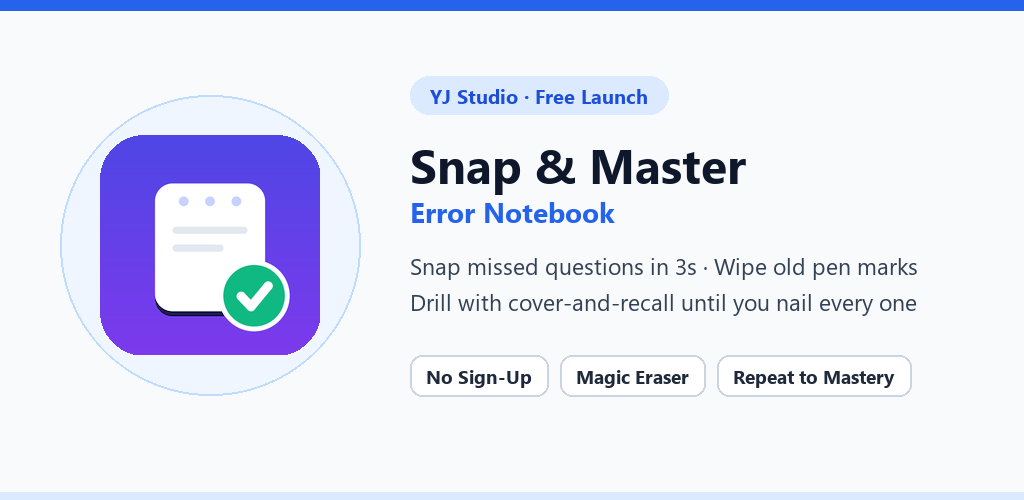 YJ Studio · Free Launch
Snap & Master
Error Notebook
Snap missed questions in 3s · Wipe old pen marks
Drill with cover-and-recall until you nail every one
No Sign-Up
Magic Eraser
Repeat to Mastery